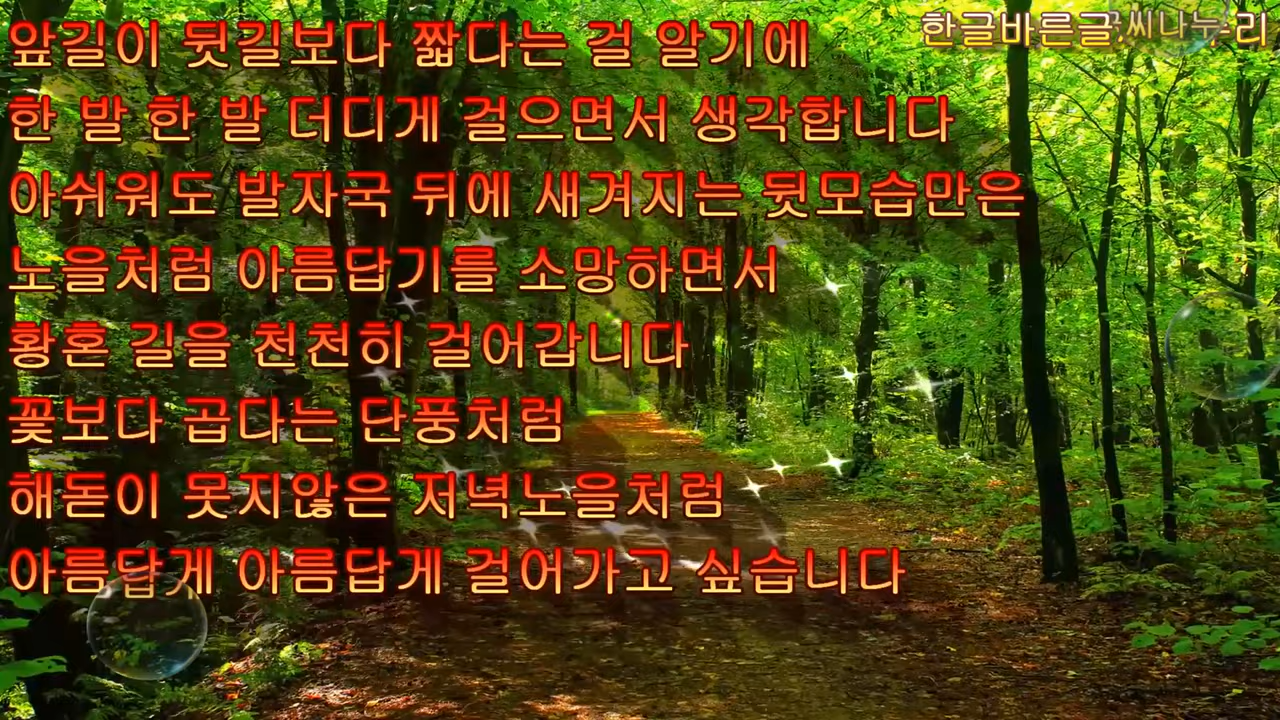 한글바른글꽃씨나누리
앞길이 뒷길보다 짧다는 걸 알기에
한 발 한 발 더디게 걸으면서 생각합니다
아쉬워도 발자국 뒤에 새겨지는 뒷모습만은
노을처럼 아름답기를 소망하면서
황혼 길을 천천히 걸어갑니다
꽃보다 곱다는 단풍처럼
해돋이 못지않은 저녁노을처럼
아름답게 아름답게 걸어가고 싶습니다